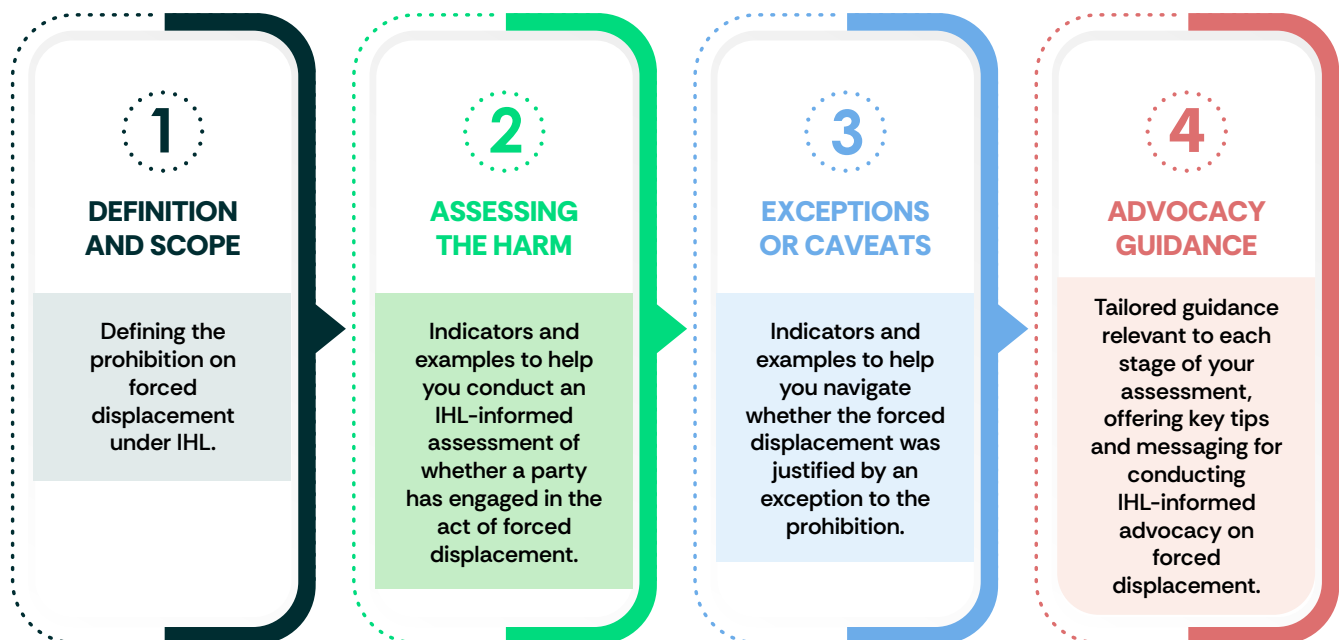 1
DEFINITION
AND SCOPE
Defining the
prohibition on
forced
displacement
under IHL.
2
ASSESSING
THE HARM
Indicators and
examples to help
you conduct an
IHL-informed
assessment of
whether a party
has engaged in the
act of forced
displacement.
3
EXCEPTIONS
OR CAVEATS
Indicators and
examples to help
you navigate
whether the forced
displacement was
justified by an
exception to the
prohibition.
4
ADVOCACY
GUIDANCE
Tailored guidance
relevant to each
stage of your
assessment,
offering key tips
and messaging for
conducting
IHL-informed
advocacy on
forced
displacement.